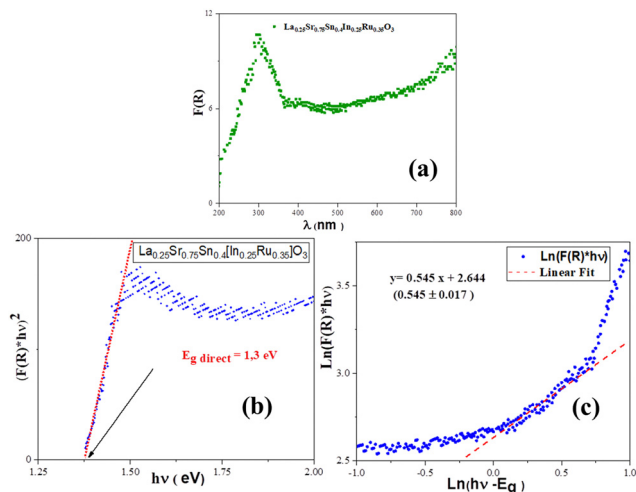 12
6
0
F(R)
La0.25Sr0.75Sn0.4In0.25Ru0.35O3
(a)
200 300 400 500 600 700 800
λ (nm)
200
0
(F(R)*hν)²
La0.25Sr0.75Sn0.4[In0.25Ru0.35]O3
Eg direct = 1,3 eV
(b)
1.25 1.50 1.75 2.00
hν ( eV)
3.5
3.0
2.5
Ln(F(R)*hν)
Ln(F(R)*hν)
Linear Fit
y= 0.545 x + 2.644
(0.545 ± 0.017 )
(c)
-1.0 -0.5 0.0 0.5 1.0
Ln(hν -Eg)